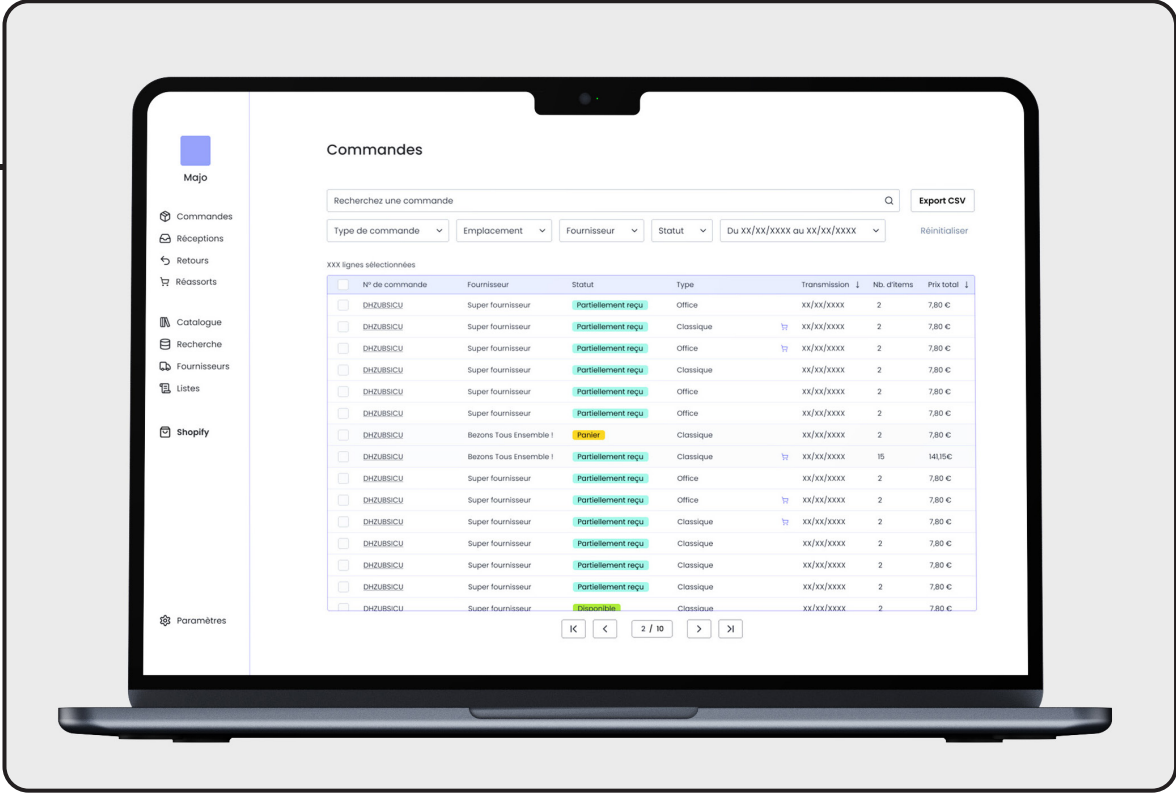 Majo
Commandes
Réceptions
Retours
Réassorts
Catalogue
Recherche
Fournisseurs
Listes
Shopify
Paramètres
Commandes
Recherchez une commande
Export CSV
Type de commande Emplacement Fournisseur Statut Du XX/XX/XXXX au XX/XX/XXXX Réinitialiser
XXX lignes sélectionnées
N° de commande Fournisseur Statut Type Transmission ↓ Nb. d'items Prix total ↓
DHZUBSICU Super fournisseur Partiellement reçu Office XX/XX/XXXX 2 7,80 €
DHZUBSICU Super fournisseur Partiellement reçu Classique XX/XX/XXXX 2 7,80 €
DHZUBSICU Super fournisseur Partiellement reçu Office XX/XX/XXXX 2 7,80 €
DHZUBSICU Super fournisseur Partiellement reçu Classique XX/XX/XXXX 2 7,80 €
DHZUBSICU Super fournisseur Partiellement reçu Office XX/XX/XXXX 2 7,80 €
DHZUBSICU Super fournisseur Partiellement reçu Office XX/XX/XXXX 2 7,80 €
DHZUBSICU Bezons Tous Ensemble ! Panier Classique XX/XX/XXXX 2 7,80 €
DHZUBSICU Bezons Tous Ensemble ! Partiellement reçu Classique XX/XX/XXXX 15 141,15€
DHZUBSICU Super fournisseur Partiellement reçu Office XX/XX/XXXX 2 7,80 €
DHZUBSICU Super fournisseur Partiellement reçu Office XX/XX/XXXX 2 7,80 €
DHZUBSICU Super fournisseur Partiellement reçu Classique XX/XX/XXXX 2 7,80 €
DHZUBSICU Super fournisseur Partiellement reçu Classique XX/XX/XXXX 2 7,80 €
DHZUBSICU Super fournisseur Partiellement reçu Classique XX/XX/XXXX 2 7,80 €
DHZUBSICU Super fournisseur Partiellement reçu Classique XX/XX/XXXX 2 7,80 €
DHZUBSICU Super fournisseur Disponible Classique XX/XX/XXXX 2 7,80 €
2 / 10